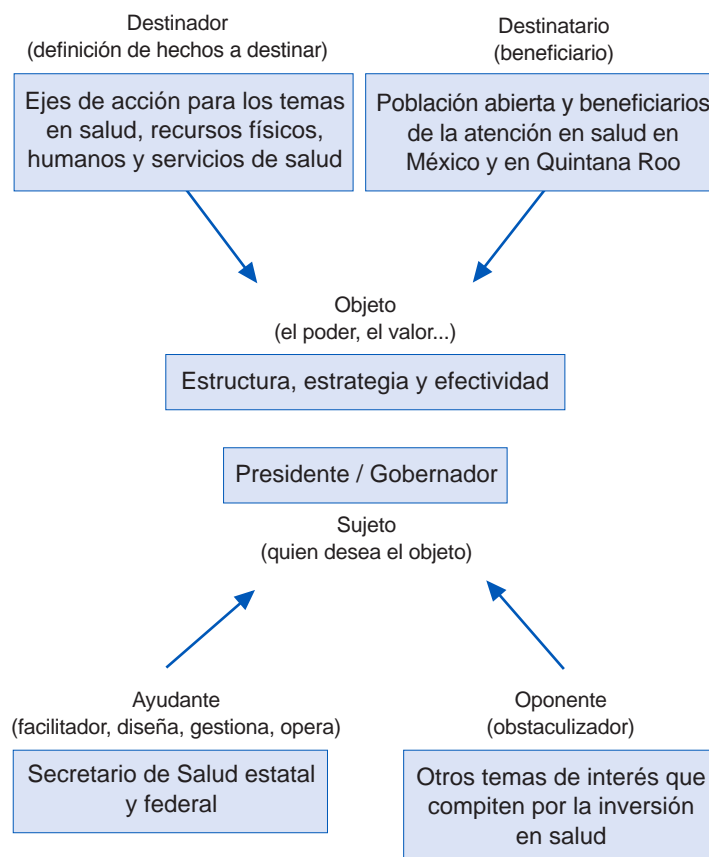 Destinador
(definición de hechos a destinar)
Ejes de acción para los temas
en salud, recursos físicos,
humanos y servicios de salud
Destinatario
(beneficiario)
Población abierta y beneficiarios
de la atención en salud en
México y en Quintana Roo
Objeto
(el poder, el valor...)
Estructura, estrategia y efectividad
Presidente / Gobernador
Sujeto
(quien desea el objeto)
Ayudante
(facilitador, diseña, gestiona, opera)
Secretario de Salud estatal
y federal
Oponente
(obstaculizador)
Otros temas de interés que
compiten por la inversión
en salud